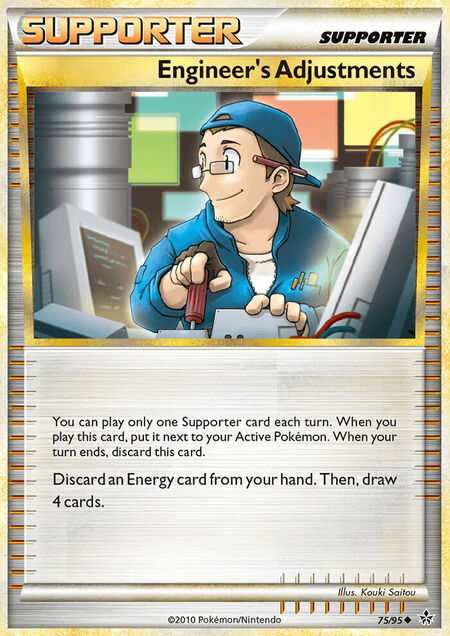 SUPPORTER
SUPPORTER
Engineer's Adjustments
You can play only one Supporter card each turn. When you
play this card, put it next to your Active Pokémon. When your
turn ends, discard this card.
Discard an Energy card from your hand. Then, draw
4 cards.
Illus. Kouki Saitou
©2010 Pokémon/Nintendo
75/95